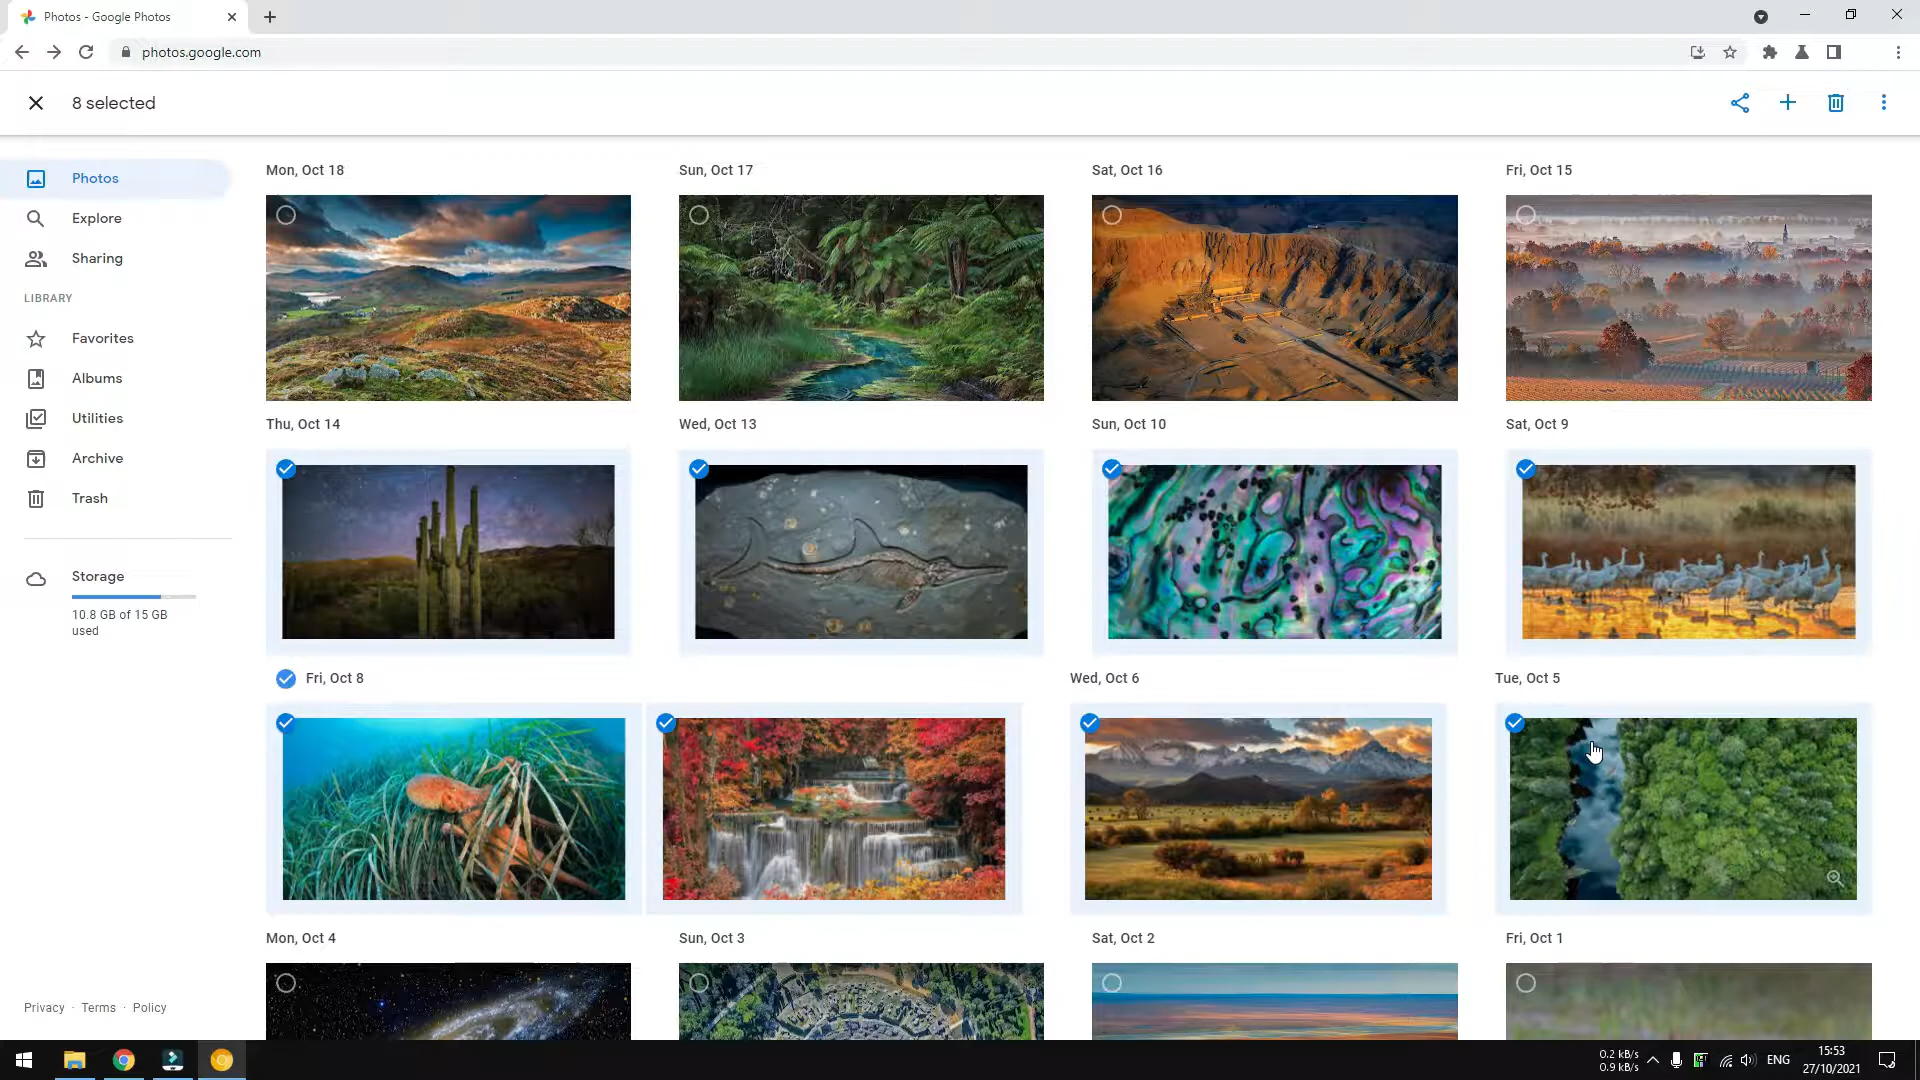 Photos - Google Photos
photos.google.com
8 selected
Photos
Explore
Sharing
LIBRARY
Favorites
Albums
Utilities
Archive
Trash
Storage
10.8 GB of 15 GB
used
Privacy · Terms · Policy
Mon, Oct 18
Sun, Oct 17
Sat, Oct 16
Fri, Oct 15
Thu, Oct 14
Wed, Oct 13
Sun, Oct 10
Sat, Oct 9
Fri, Oct 8
Wed, Oct 6
Tue, Oct 5
Mon, Oct 4
Sun, Oct 3
Sat, Oct 2
Fri, Oct 1
0.2 kB/s
0.9 kB/s
ENG
15:53
27/10/2021